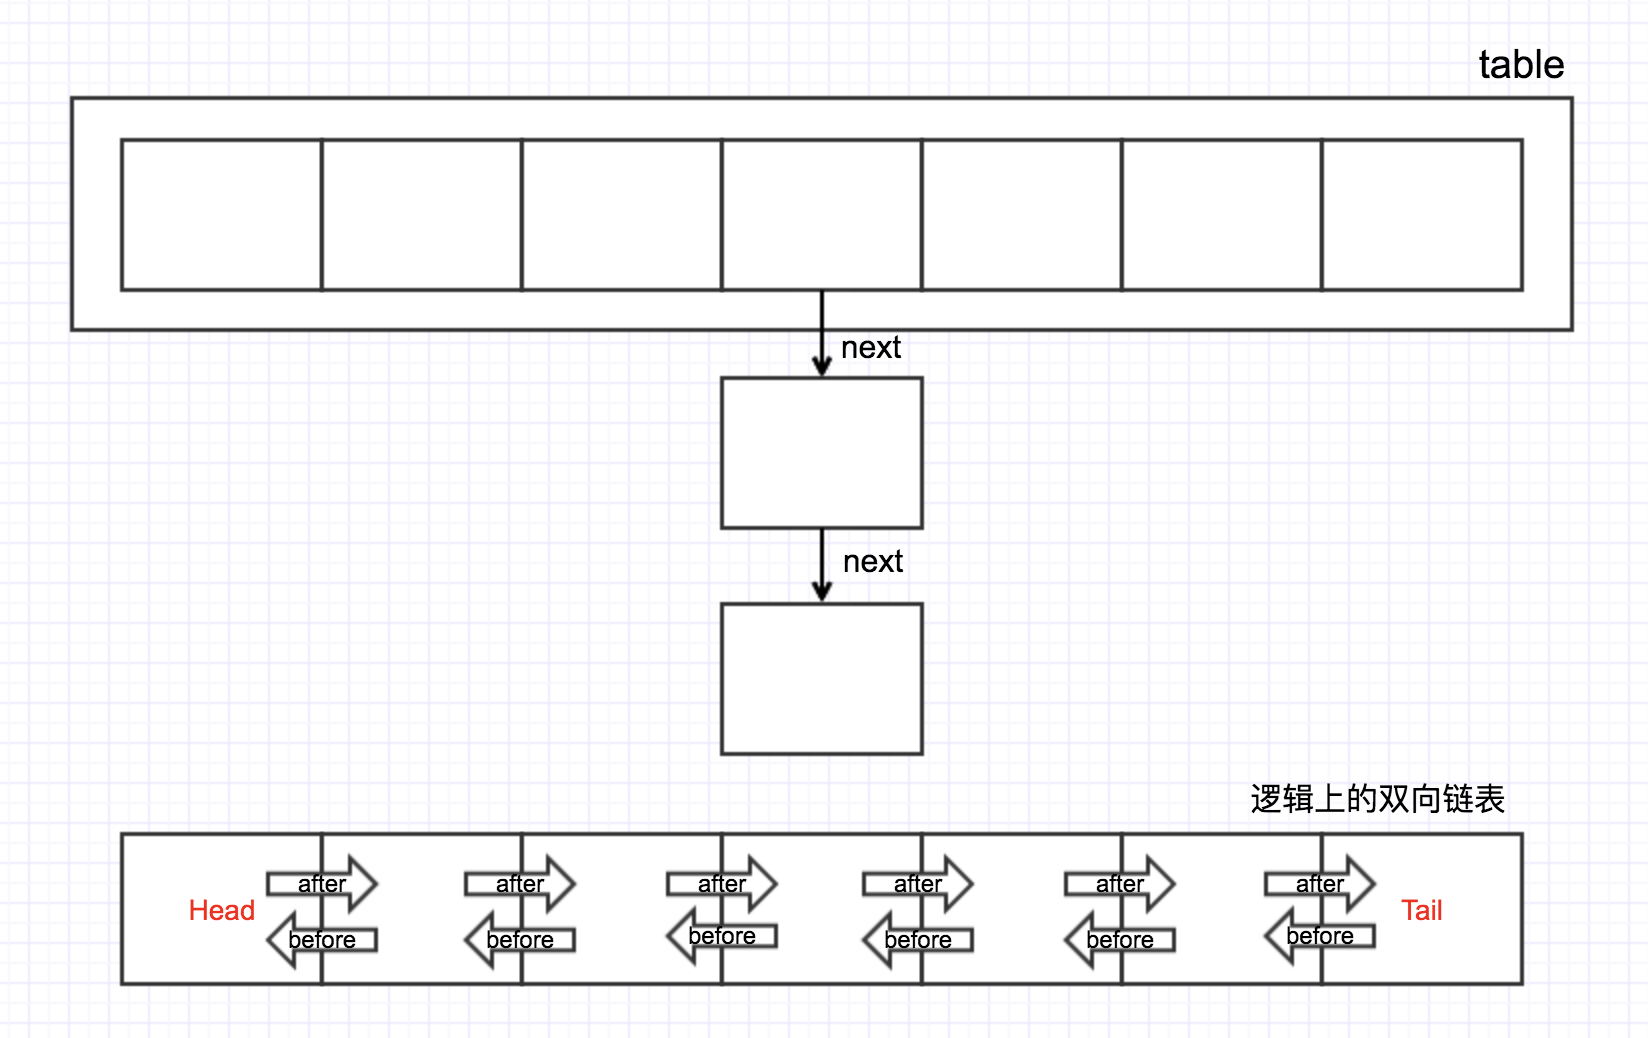 table
next
next
逻辑上的双向链表
after after after after after after
Head Tail
before before before before before before